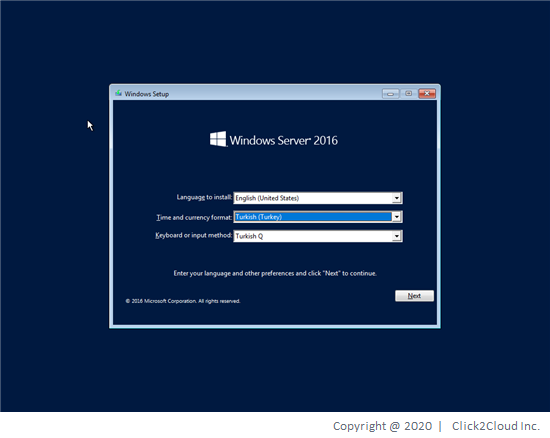 Windows Setup
Windows Server® 2016
Language to install: English (United States)
Time and currency format: Turkish (Turkey)
Keyboard or input method: Turkish Q
Enter your language and other preferences and click "Next" to continue.
© 2016 Microsoft Corporation. All rights reserved.
Next
Copyright @ 2020 | Click2Cloud Inc.